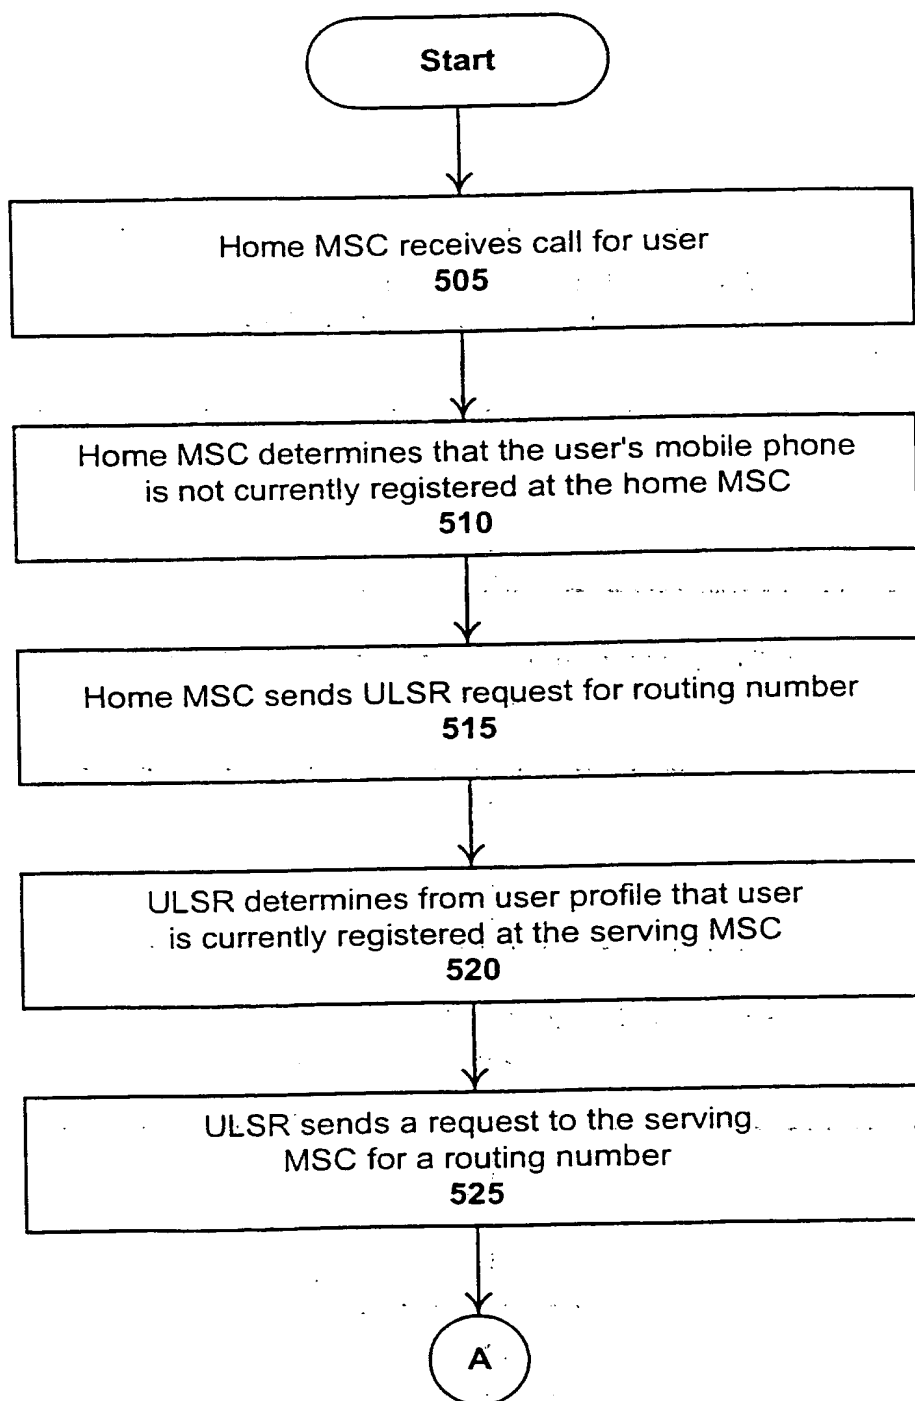 Start
Home MSC receives call for user
505
Home MSC determines that the user's mobile phone
is not currently registered at the home MSC
510
Home MSC sends ULSR request for routing number
515
ULSR determines from user profile that user
is currently registered at the serving MSC
520
ULSR sends a request to the serving
MSC for a routing number
525
A